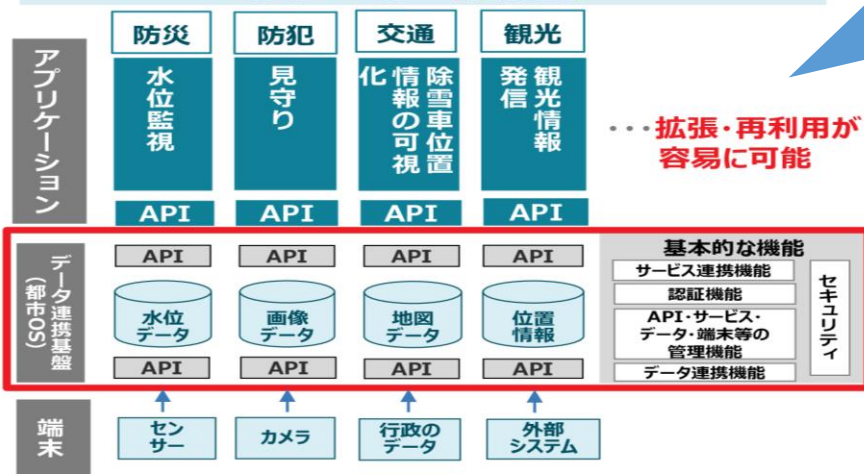 防災
防犯
交通
観光
アプリケーション
水位監視
見守り
除雪車位置
情報の可視
化
観光情報
発信
・・・拡張・再利用が
容易に可能
API
API
API
API
データ連携基盤
(都市OS)
API
API
API
API
水位
データ
画像
データ
地図
データ
位置
情報
API
API
API
API
基本的な機能
サービス連携機能
認証機能
API・サービス・
データ・端末等の
管理機能
データ連携機能
セキュリティ
端末
セン
サー
カメラ
行政の
データ
外部
システム